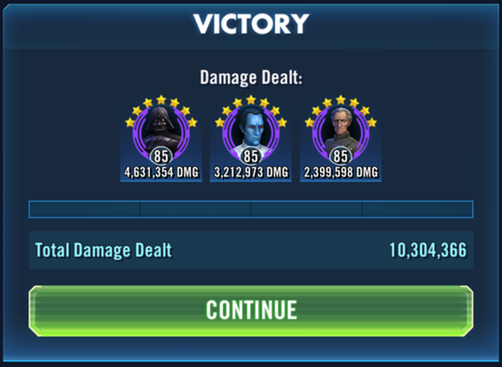 VICTORY
Damage Dealt:
85 85 85
4,631,354 DMG 3,212,973 DMG 2,399,598 DMG
Total Damage Dealt 10,304,366
CONTINUE